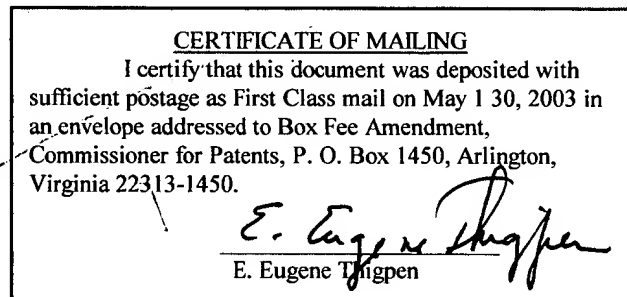 CERTIFICATE OF MAILING
I certify that this document was deposited with
sufficient postage as First Class mail on May 1 30, 2003 in
an envelope addressed to Box Fee Amendment,
Commissioner for Patents, P. O. Box 1450, Arlington,
Virginia 22313-1450.
E. Eugene Thigpen
E. Eugene Thigpen